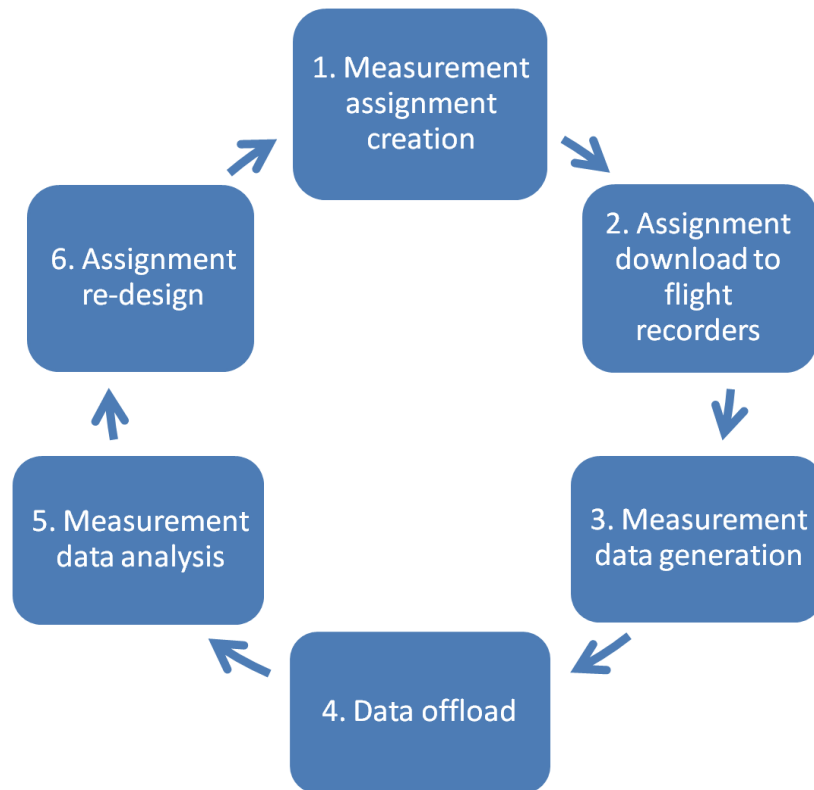 1. Measurement
assignment
creation
2. Assignment
download to
flight
recorders
3. Measurement
data generation
4. Data offload
5. Measurement
data analysis
6. Assignment
re-design